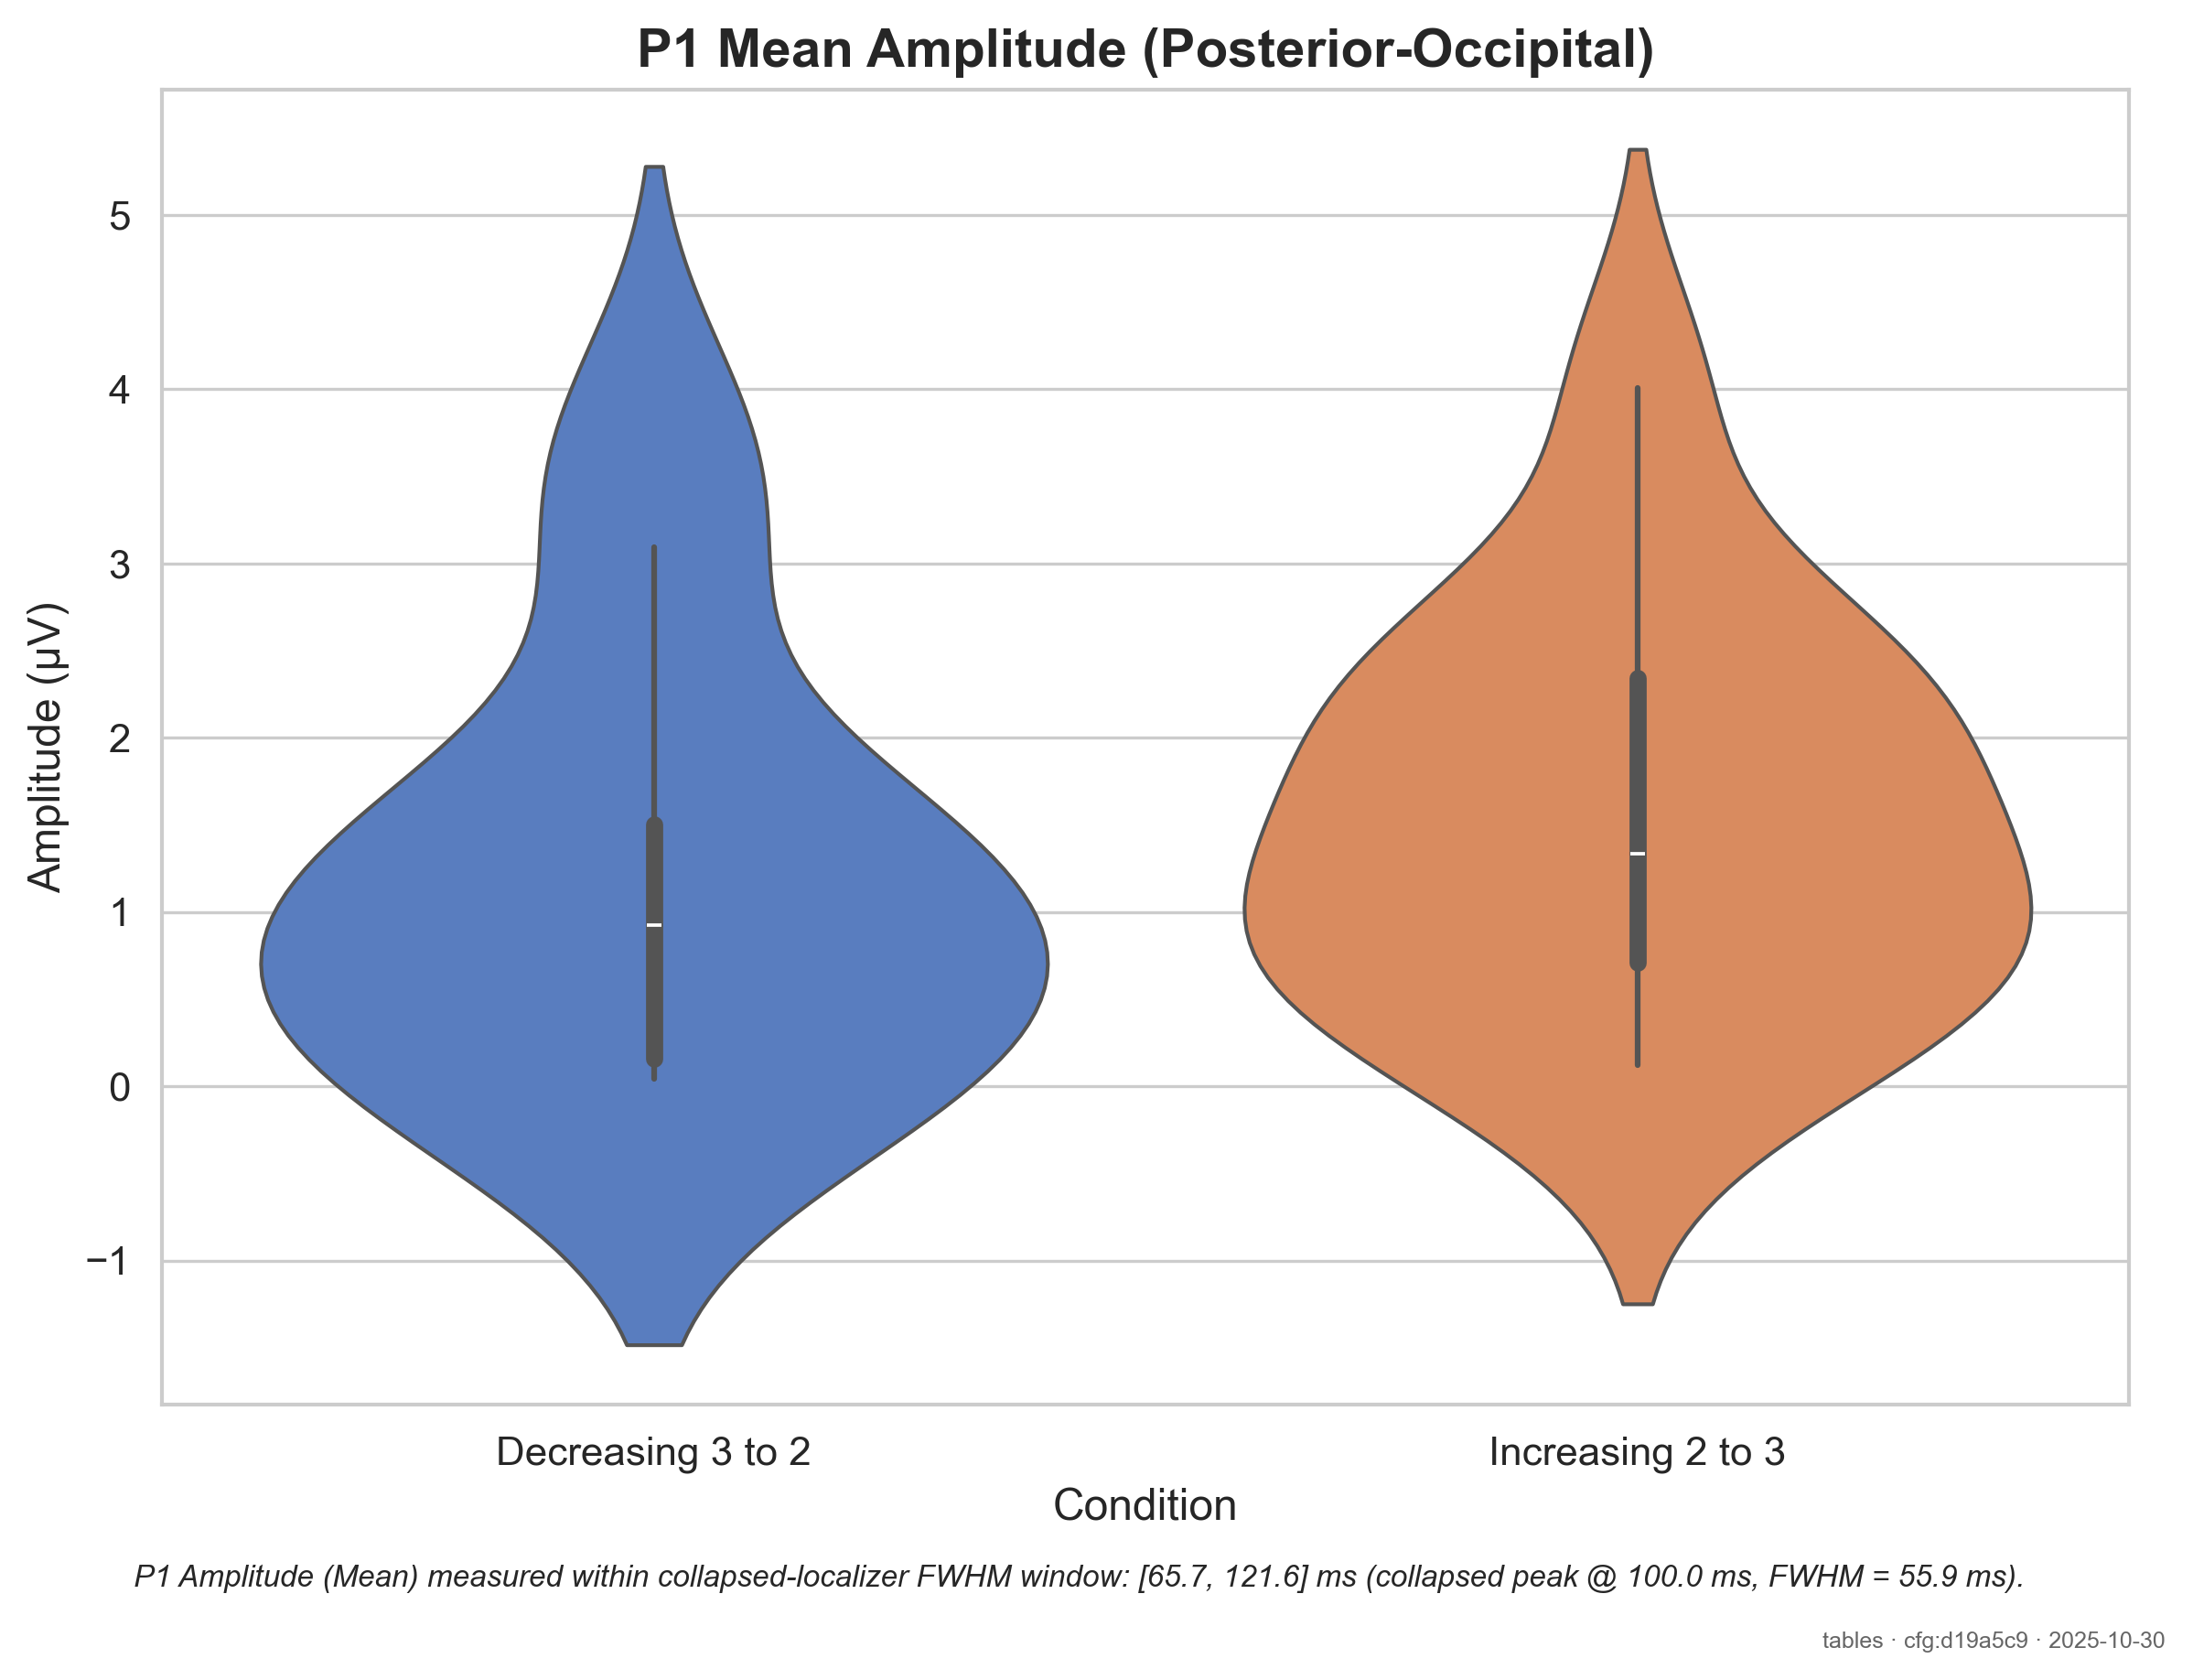 P1 Mean Amplitude (Posterior-Occipital)
Amplitude (µV)
5
4
3
2
1
0
−1
Decreasing 3 to 2
Increasing 2 to 3
Condition
P1 Amplitude (Mean) measured within collapsed-localizer FWHM window: [65.7, 121.6] ms (collapsed peak @ 100.0 ms, FWHM = 55.9 ms).
tables · cfg:d19a5c9 · 2025-10-30